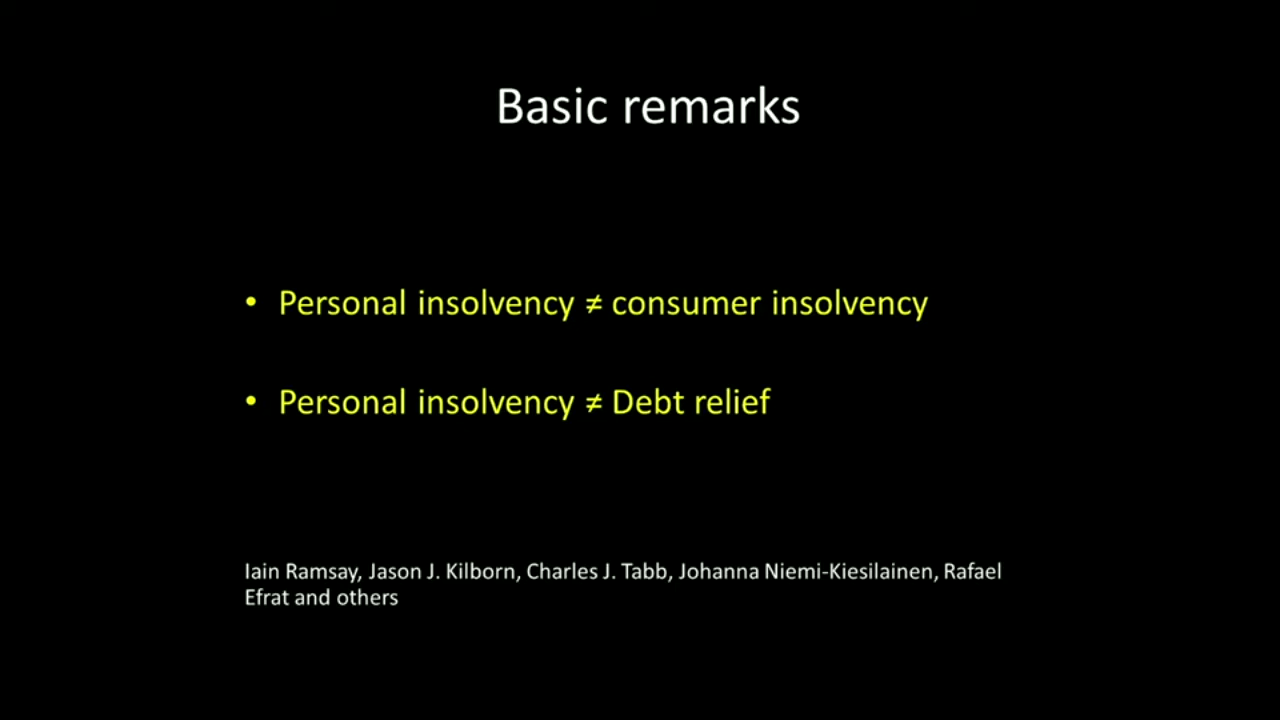 Basic remarks
• Personal insolvency ≠ consumer insolvency
• Personal insolvency ≠ Debt relief
Iain Ramsay, Jason J. Kilborn, Charles J. Tabb, Johanna Niemi-Kiesilainen, Rafael
Efrat and others